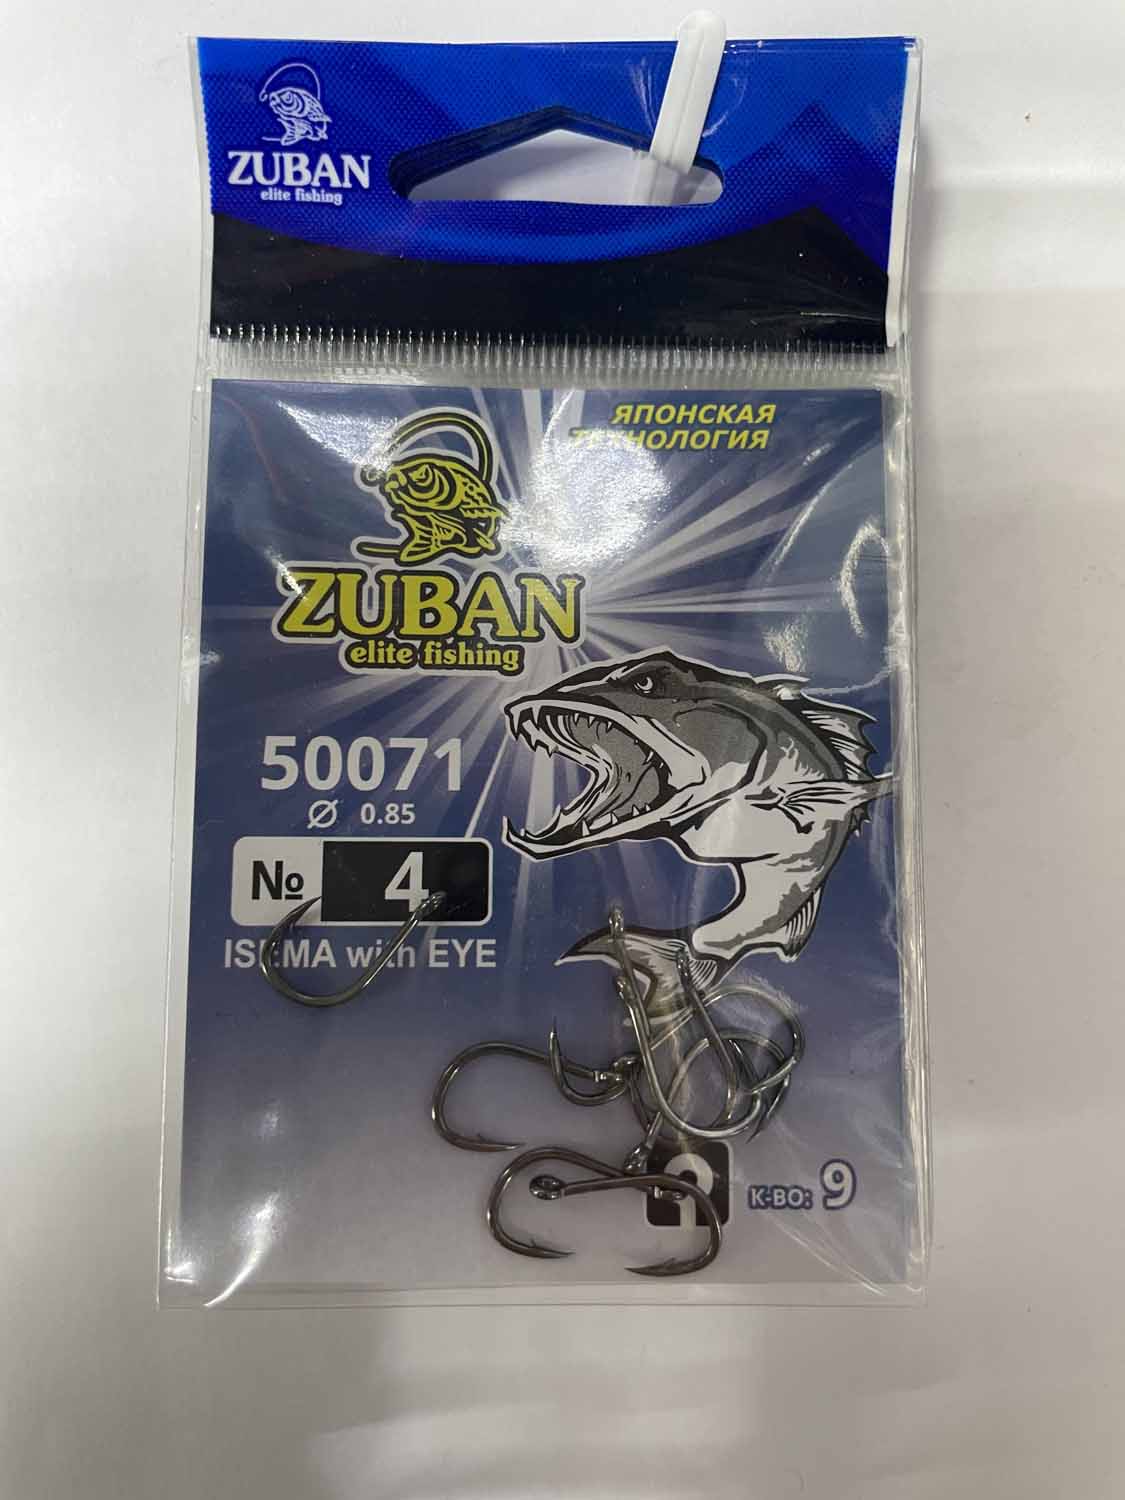 ZUBAN
elite fishing
ЯПОНСКАЯ
ТЕХНОЛОГИЯ
ZUBAN
elite fishing
50071
Ø 0.85
№ 4
ISEMA with EYE
К-ВО: 9